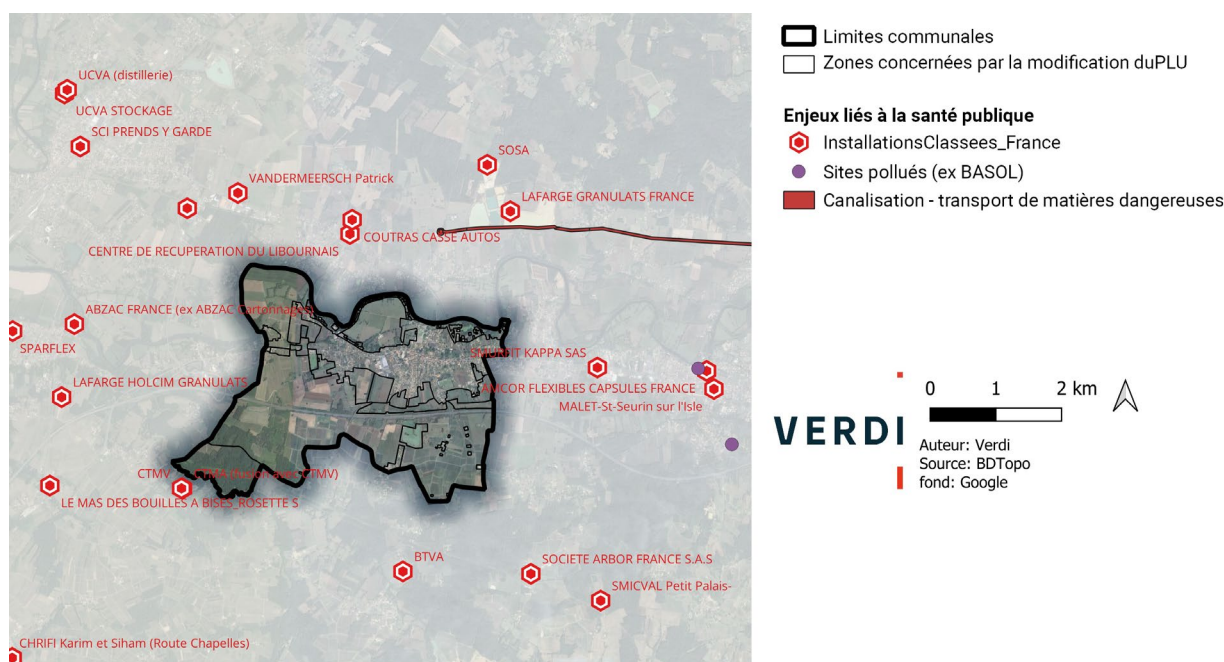 UCVA (distillerie)
UCVA STOCKAGE
SCI PRENDS Y GARDE
SOSA
VANDERMEERSCH Patrick
LAFARGE GRANULATS FRANCE
COUTRAS CASSE AUTOS
CENTRE DE RECUPERATION DU LIBOURNAIS
ABZAC FRANCE (ex ABZAC Cartonnages)
SPARFLEX
SMURFIT KAPPA SAS
LAFARGE HOLCIM GRANULATS
AMCOR FLEXIBLES CAPSULES FRANCE
MALET-St-Seurin sur l'Isle
CTMV
CTMV)
LE MAS DES BOUILLES A BISES_ROSETTE S
BTVA
SOCIETE ARBOR FRANCE S.A.S
SMICVAL Petit Palais-
CHRIFI Karim et Siham (Route Chapelles)
Limites communales
Zones concernées par la modification duPLU
Enjeux liés à la santé publique
InstallationsClassees_France
Sites pollués (ex BASOL)
Canalisation - transport de matières dangereuses
0 1 2 km
VERDI
Auteur: Verdi
Source: BDTopo
fond: Google